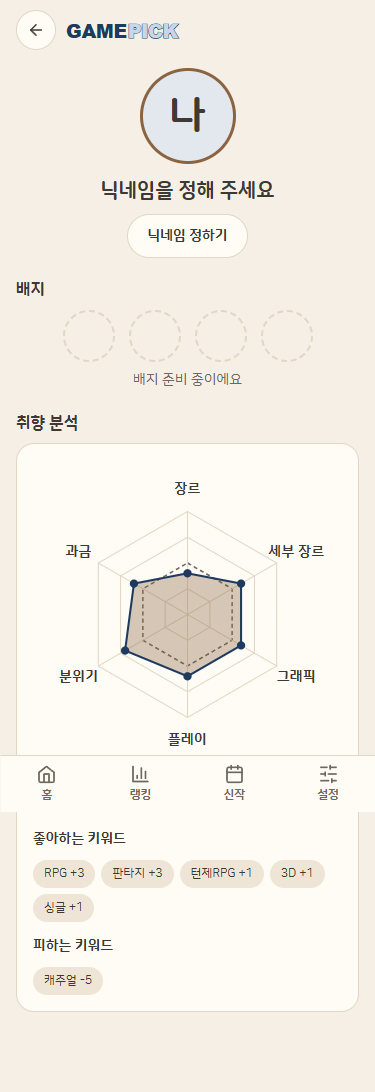 GAMEPICK
나
닉네임을 정해 주세요
닉네임 정하기
배지
배지 준비 중이에요
취향 분석
장르
과금
세부 장르
분위기
그래픽
플레이
홈
랭킹
신작
설정
좋아하는 키워드
RPG +3
판타지 +3
턴제RPG +1
3D +1
싱글 +1
피하는 키워드
캐주얼 -5